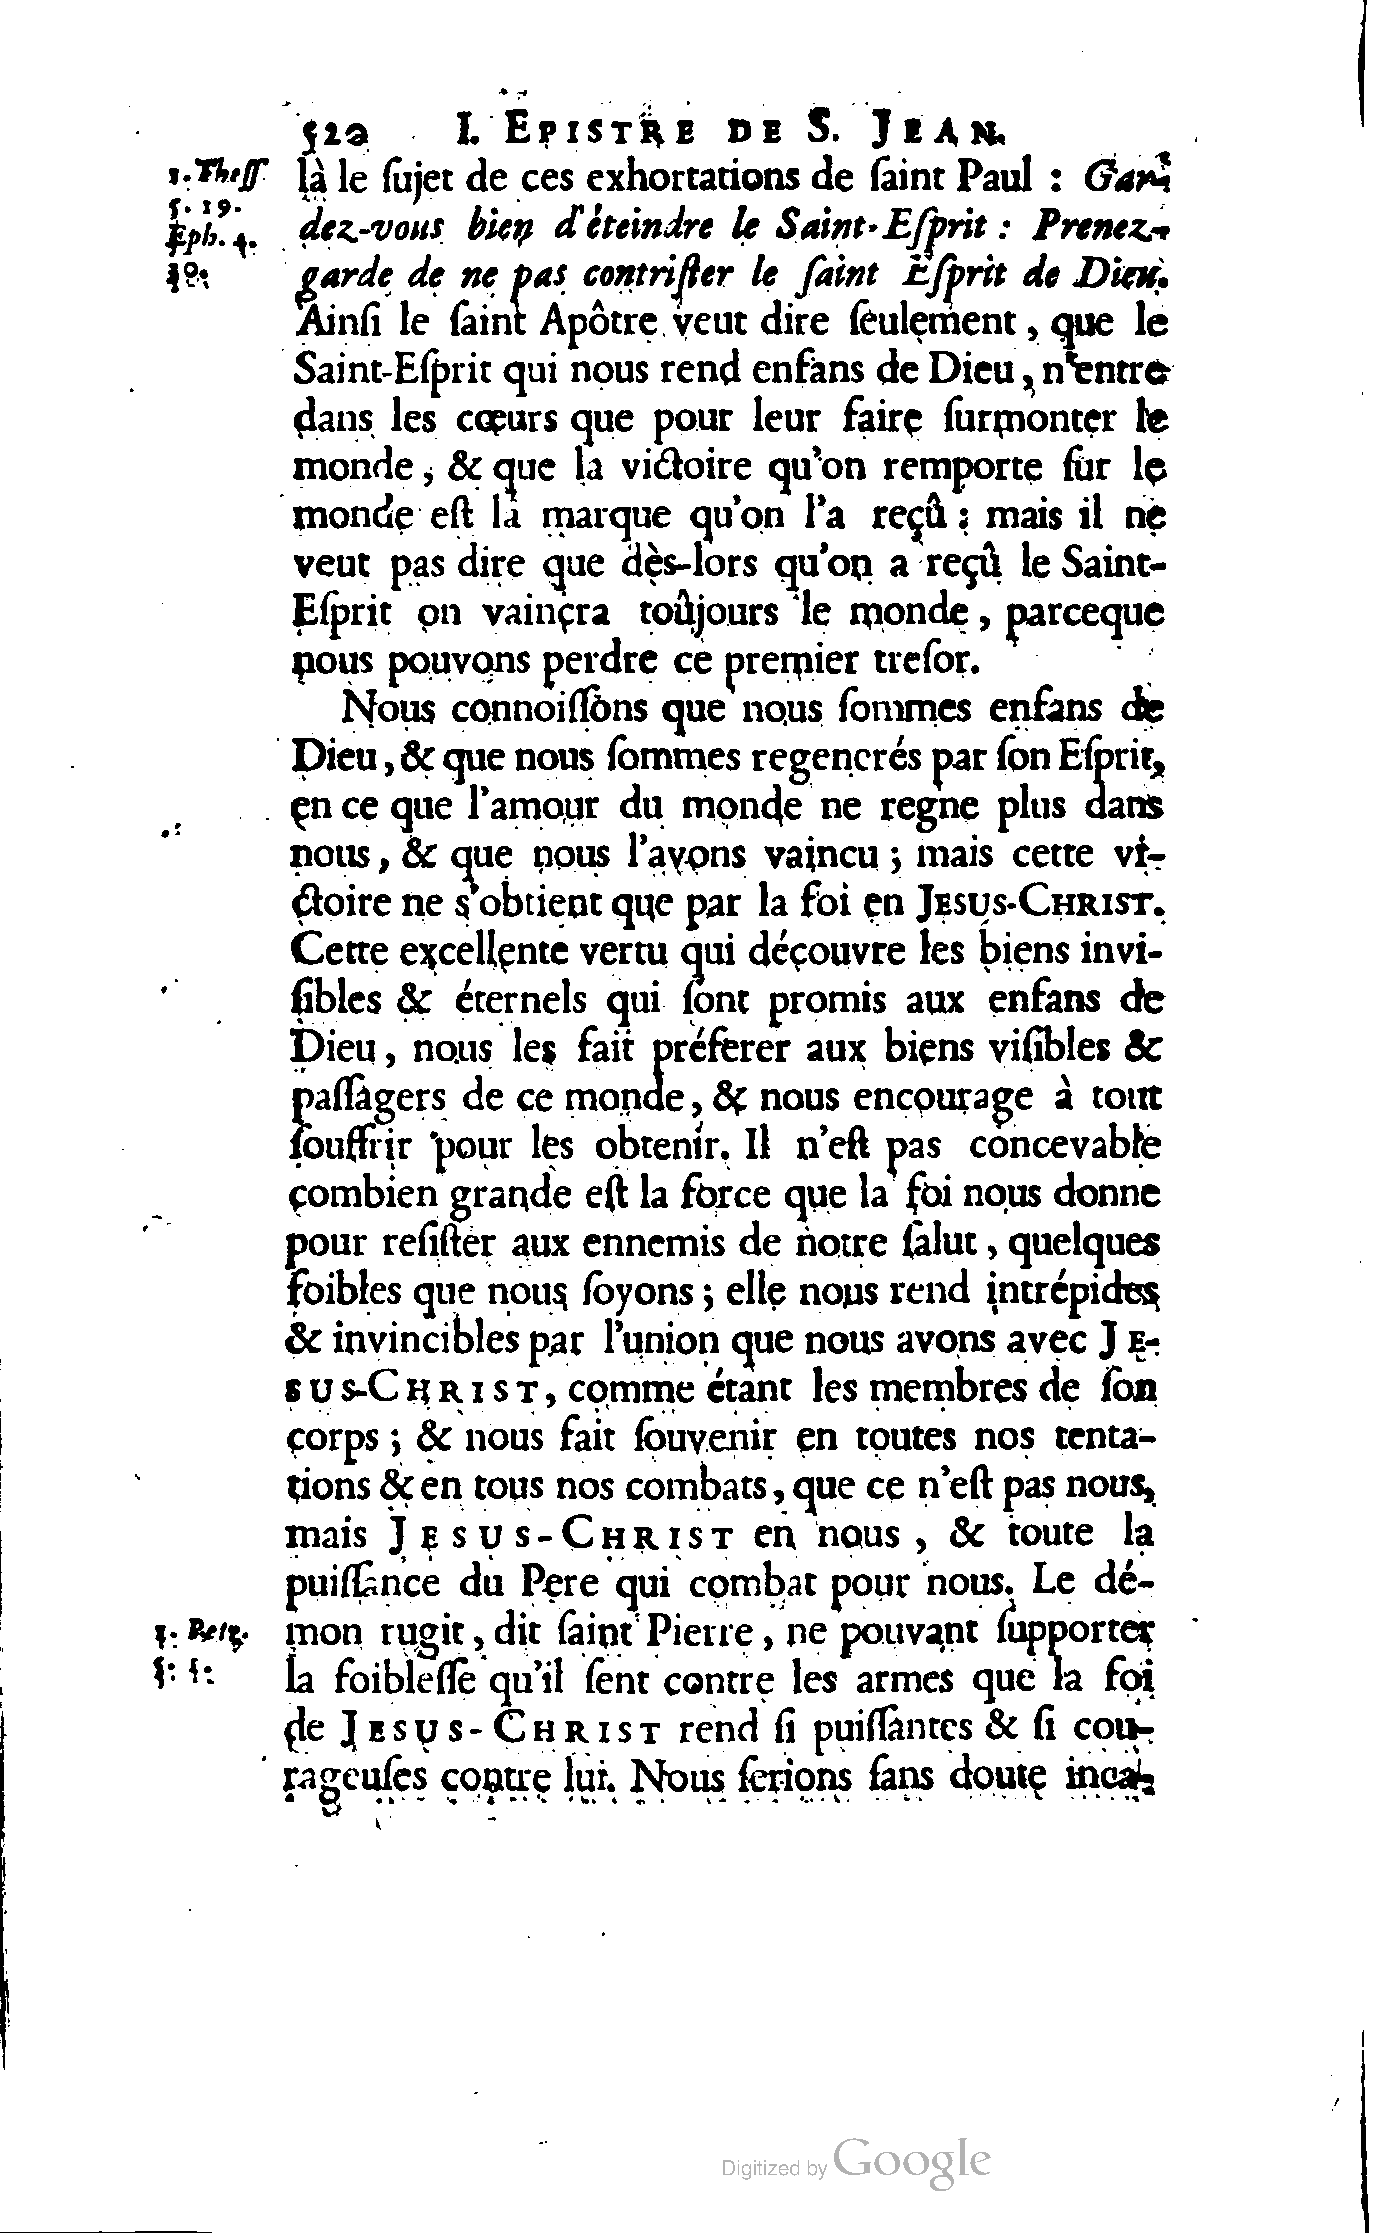 520 I. EPISTRE DE S. JEAN.
1. Theſſ
5. 19.
Eph. 4.
30.
là le ſujet de ces exhortations de ſaint Paul : Gar-
dez-vous bien d'éteindre le Saint-Eſprit : Prenez-
garde de ne pas contriſter le ſaint Eſprit de Dieu.
Ainſi le ſaint Apôtre veut dire ſeulement, que le
Saint-Eſprit qui nous rend enfans de Dieu, n'entre
dans les cœurs que pour leur faire ſurmonter le
monde, & que la victoire qu'on remporte ſur le
monde eſt la marque qu'on l'a reçû ; mais il ne
veut pas dire que dès-lors qu'on a reçû le Saint-
Eſprit on vaincra toûjours le monde, parceque
nous pouvons perdre ce premier treſor.
Nous connoiſſons que nous ſommes enfans de
Dieu, & que nous ſommes regenerés par ſon Eſprit,
en ce que l'amour du monde ne regne plus dans
nous, & que nous l'avons vaincu ; mais cette vi-
ctoire ne s'obtient que par la foi en JESUS-CHRIST.
Cette excellente vertu qui découvre les biens invi-
ſibles & éternels qui ſont promis aux enfans de
Dieu, nous les fait préferer aux biens viſibles &
paſſagers de ce monde, & nous encourage à tout
ſouffrir pour les obtenir. Il n'eſt pas concevable
combien grande eſt la force que la foi nous donne
pour reſiſter aux ennemis de notre ſalut, quelques
foibles que nous ſoyons ; elle nous rend intrépides
& invincibles par l'union que nous avons avec JE-
SUS-CHRIST, comme étant les membres de ſon
corps ; & nous fait ſouvenir en toutes nos tenta-
tions & en tous nos combats, que ce n'eſt pas nous,
mais JESUS-CHRIST en nous, & toute la
puiſſance du Pere qui combat pour nous. Le dé-
1. Petr.
5. 8.
mon rugit, dit ſaint Pierre, ne pouvant ſupporter
la foibleſſe qu'il ſent contre les armes que la foi
de JESUS-CHRIST rend ſi puiſſantes & ſi cou-
rageuſes contre lui. Nous ſerions ſans doute inca-
Digitized by Google